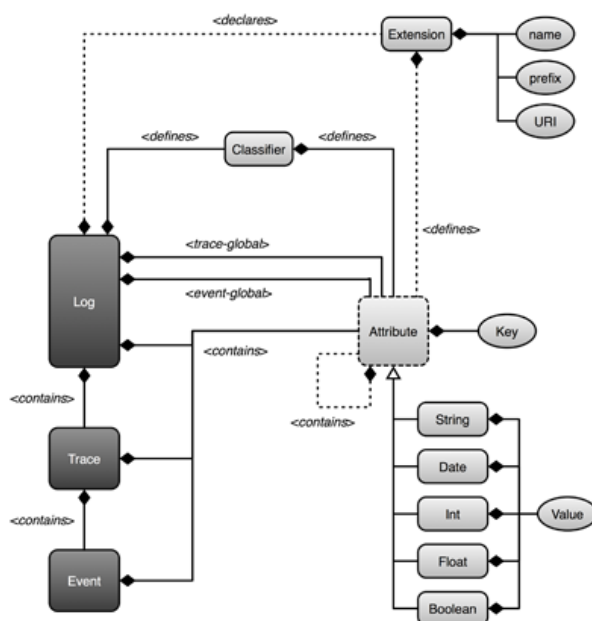 <declares>
Extension
name
prefix
URI
<defines>
Classifier
<defines>
<trace-global>
<defines>
Log
<event-global>
Attribute
Key
<contains>
<contains>
<contains>
String
Trace
Date
<contains>
Int
Value
Float
Event
Boolean